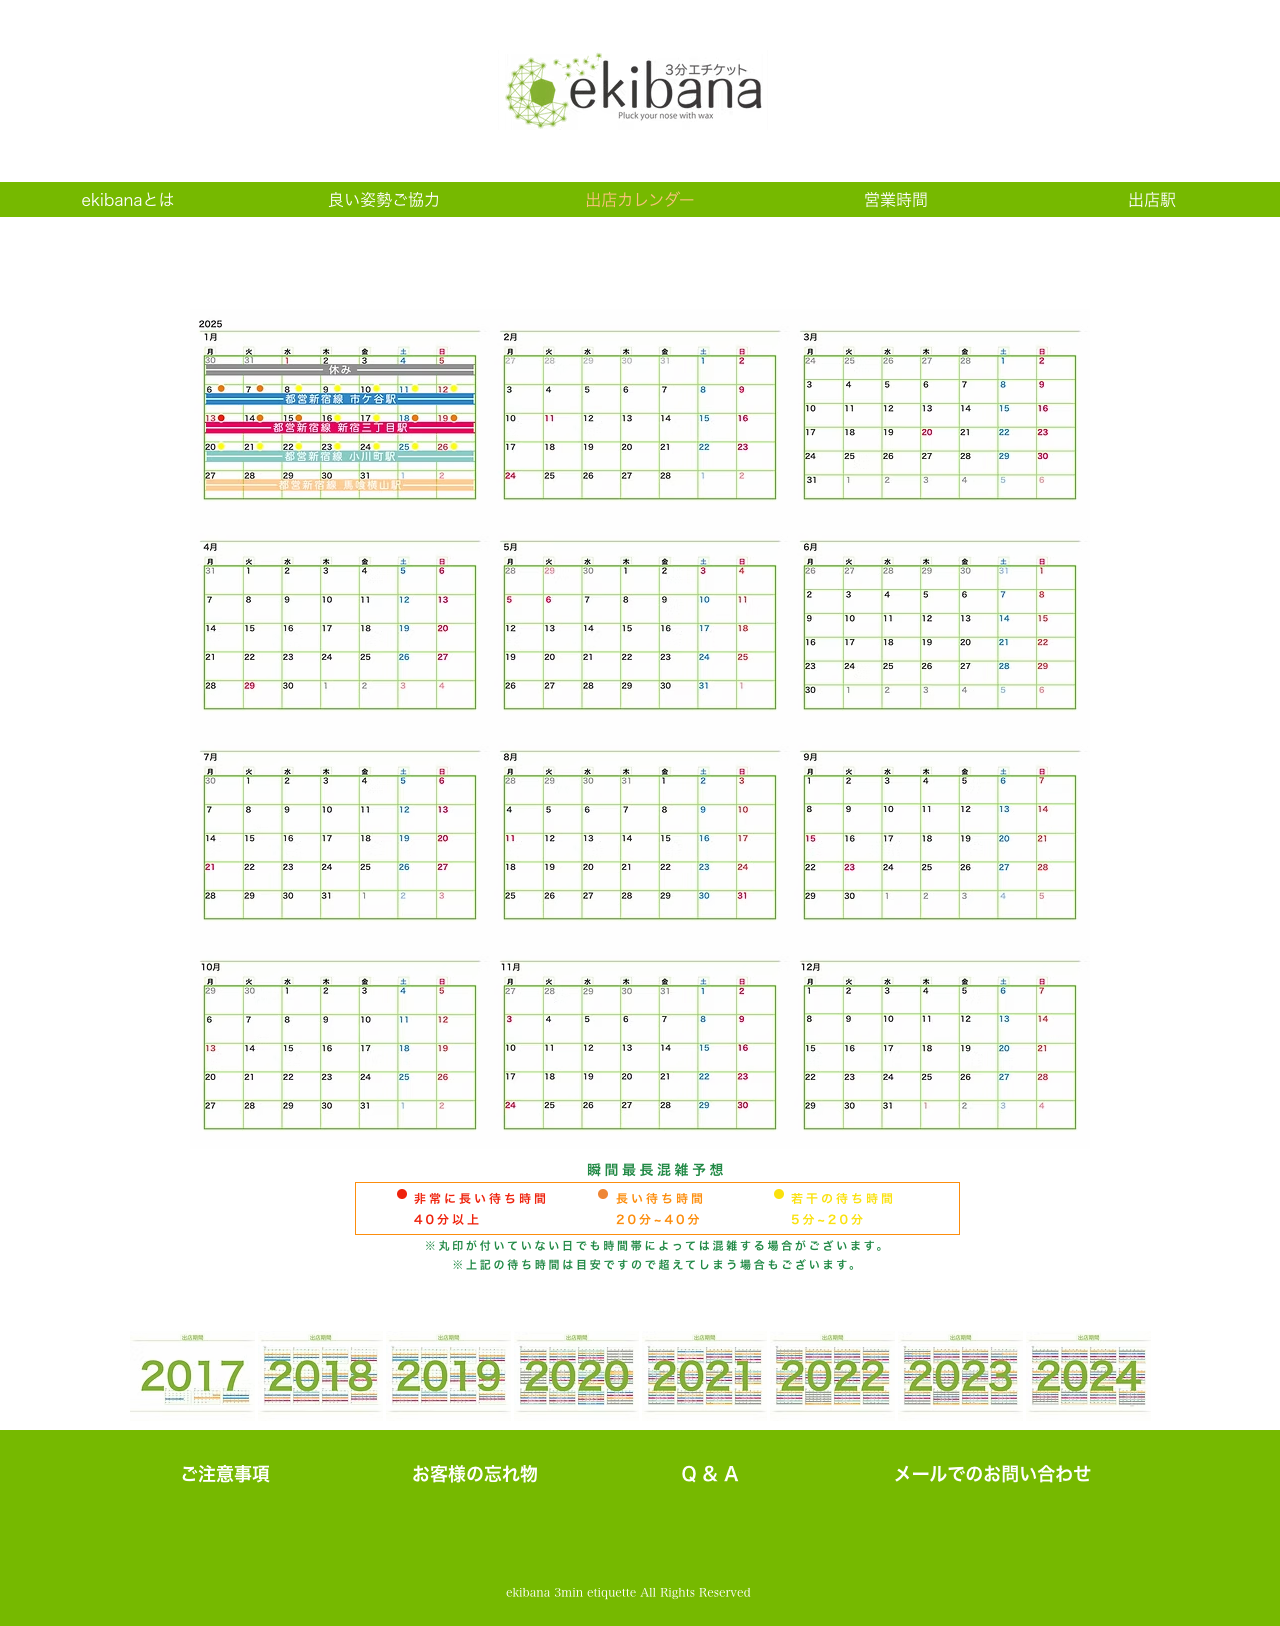 3分エチケット
ekibana
Pluck your nose with wax
ekibanaとは 良い姿勢ご協力 出店カレンダー 営業時間 出店駅
2025
1月
月 火 水 木 金 土 日
30 31 1 2 3 4 5
休み
6 7 8 9 10 11 12
都営新宿線 市ケ谷駅
13 14 15 16 17 18 19
都営新宿線 新宿三丁目駅
20 21 22 23 24 25 26
都営新宿線 小川町駅
27 28 29 30 31 1 2
都営新宿線 馬喰横山駅
2月
月 火 水 木 金 土 日
27 28 29 30 31 1 2
3 4 5 6 7 8 9
10 11 12 13 14 15 16
17 18 19 20 21 22 23
24 25 26 27 28 1 2
3月
月 火 水 木 金 土 日
24 25 26 27 28 1 2
3 4 5 6 7 8 9
10 11 12 13 14 15 16
17 18 19 20 21 22 23
24 25 26 27 28 29 30
31 1 2 3 4 5 6
4月
月 火 水 木 金 土 日
31 1 2 3 4 5 6
7 8 9 10 11 12 13
14 15 16 17 18 19 20
21 22 23 24 25 26 27
28 29 30 1 2 3 4
5月
月 火 水 木 金 土 日
28 29 30 1 2 3 4
5 6 7 8 9 10 11
12 13 14 15 16 17 18
19 20 21 22 23 24 25
26 27 28 29 30 31 1
6月
月 火 水 木 金 土 日
26 27 28 29 30 31 1
2 3 4 5 6 7 8
9 10 11 12 13 14 15
16 17 18 19 20 21 22
23 24 25 26 27 28 29
30 1 2 3 4 5 6
7月
月 火 水 木 金 土 日
30 1 2 3 4 5 6
7 8 9 10 11 12 13
14 15 16 17 18 19 20
21 22 23 24 25 26 27
28 29 30 31 1 2 3
8月
月 火 水 木 金 土 日
28 29 30 31 1 2 3
4 5 6 7 8 9 10
11 12 13 14 15 16 17
18 19 20 21 22 23 24
25 26 27 28 29 30 31
9月
月 火 水 木 金 土 日
1 2 3 4 5 6 7
8 9 10 11 12 13 14
15 16 17 18 19 20 21
22 23 24 25 26 27 28
29 30 1 2 3 4 5
10月
月 火 水 木 金 土 日
29 30 1 2 3 4 5
6 7 8 9 10 11 12
13 14 15 16 17 18 19
20 21 22 23 24 25 26
27 28 29 30 31 1 2
11月
月 火 水 木 金 土 日
27 28 29 30 31 1 2
3 4 5 6 7 8 9
10 11 12 13 14 15 16
17 18 19 20 21 22 23
24 25 26 27 28 29 30
12月
月 火 水 木 金 土 日
1 2 3 4 5 6 7
8 9 10 11 12 13 14
15 16 17 18 19 20 21
22 23 24 25 26 27 28
29 30 31 1 2 3 4
瞬間最長混雑予想
非常に長い待ち時間 長い待ち時間 若干の待ち時間
40分以上 20分~40分 5分~20分
※丸印が付いていない日でも時間帯によっては混雑する場合がございます。
※上記の待ち時間は目安ですので超えてしまう場合もございます。
出店期間 出店期間 出店期間 出店期間 出店期間 出店期間 出店期間 出店期間
2017 2018 2019 2020 2021 2022 2023 2024
ご注意事項 お客様の忘れ物 Q & A メールでのお問い合わせ
ekibana 3min etiquette All Rights Reserved